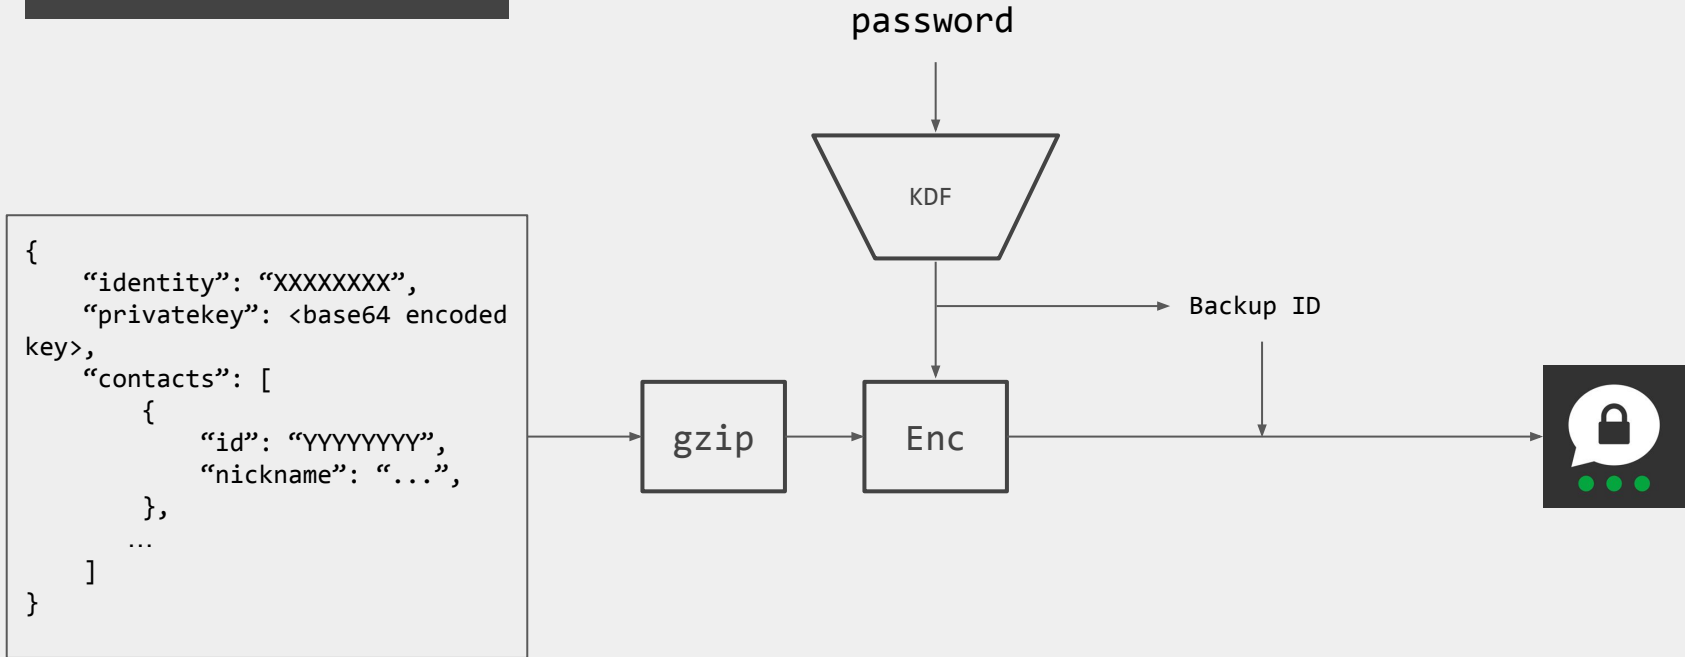 password
KDF
{
“identity”: “XXXXXXXX”,
“privatekey”: <base64 encoded
key>,
“contacts”: [
{
“id”: “YYYYYYYY”,
“nickname”: “...”,
},
...
]
}
Backup ID
gzip
Enc